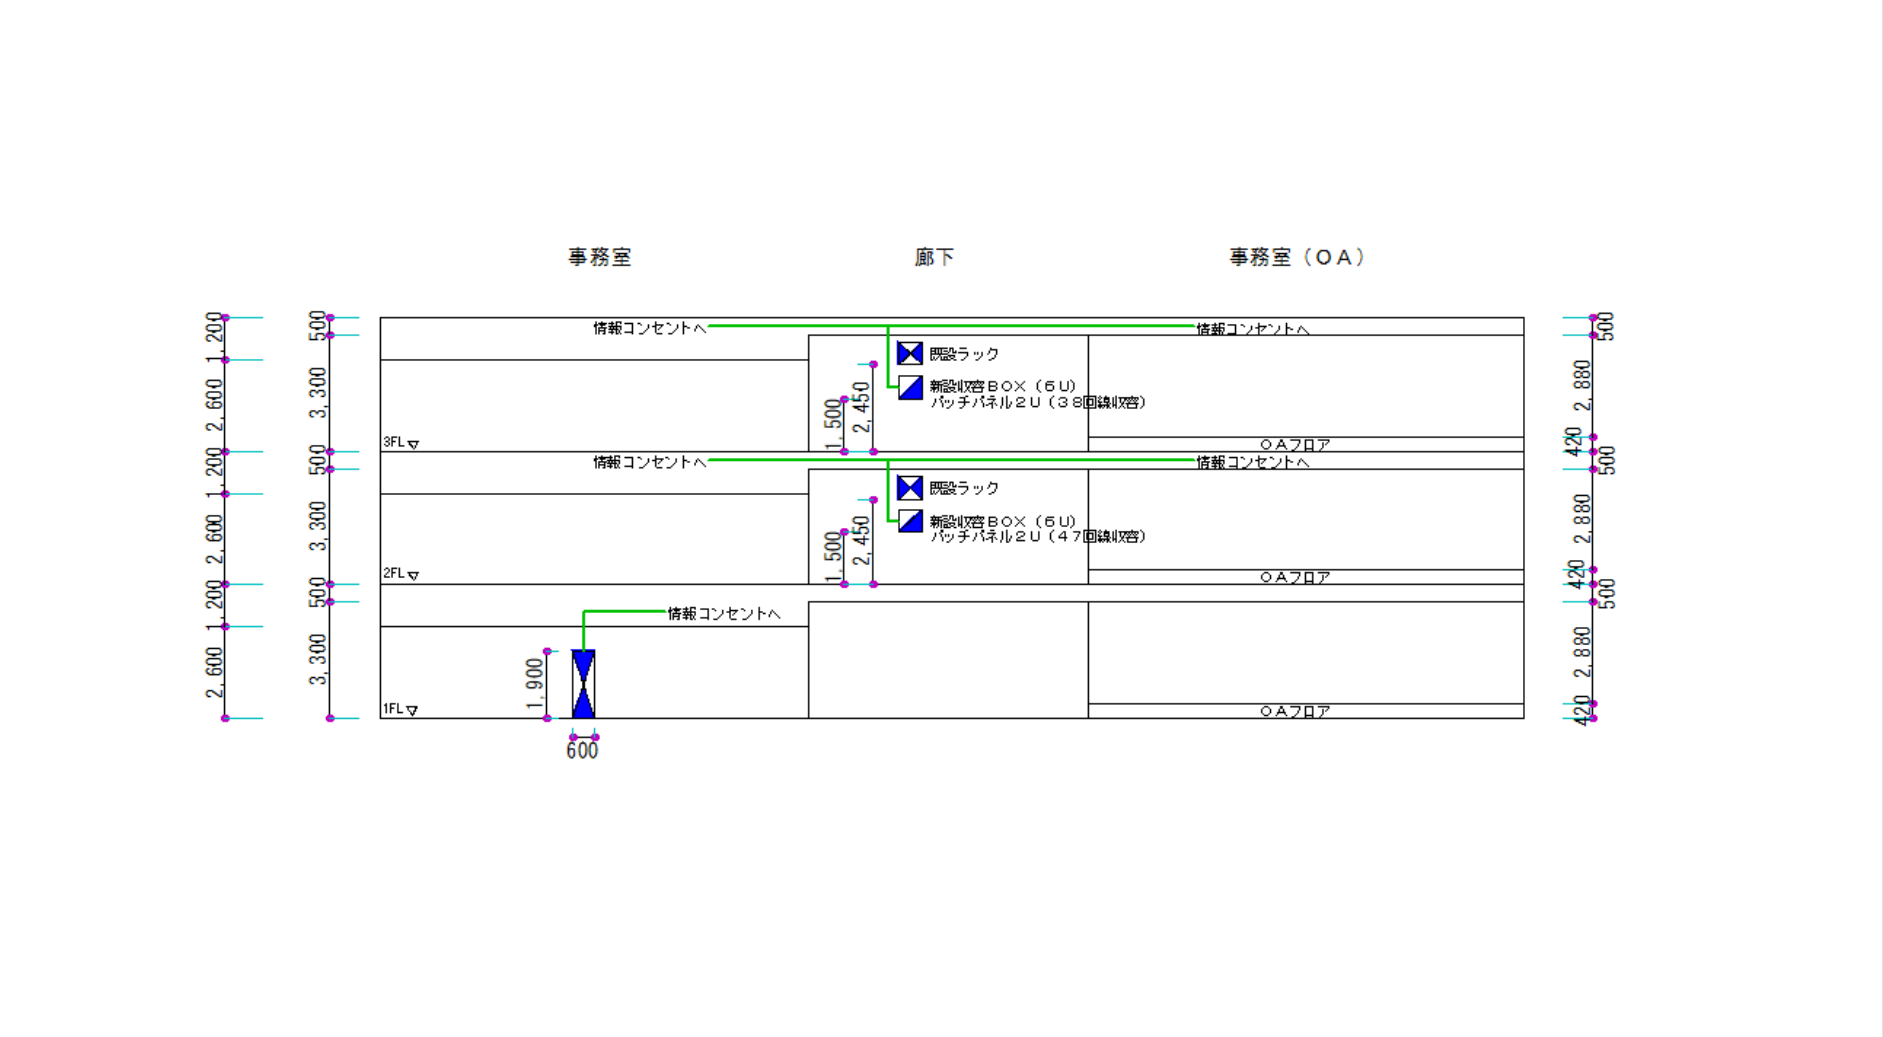 事務室 廊下 事務室（ＯＡ）
1,200 500 情報コンセントへ 情報コンセントへ 500
既設ラック
2,600 3,300 新設収容ＢＯＸ（６Ｕ） 2,880
パッチパネル２Ｕ（３８回線収容）
1,500 2,450
3FL ＯＡフロア 420
1,200 500 情報コンセントへ 情報コンセントへ 500
既設ラック
2,600 3,300 新設収容ＢＯＸ（６Ｕ） 2,880
パッチパネル２Ｕ（４７回線収容）
1,500 2,450
2FL ＯＡフロア 420
1,200 500 情報コンセントへ 500
2,600 3,300 1,900 2,880
1FL ＯＡフロア 420
600